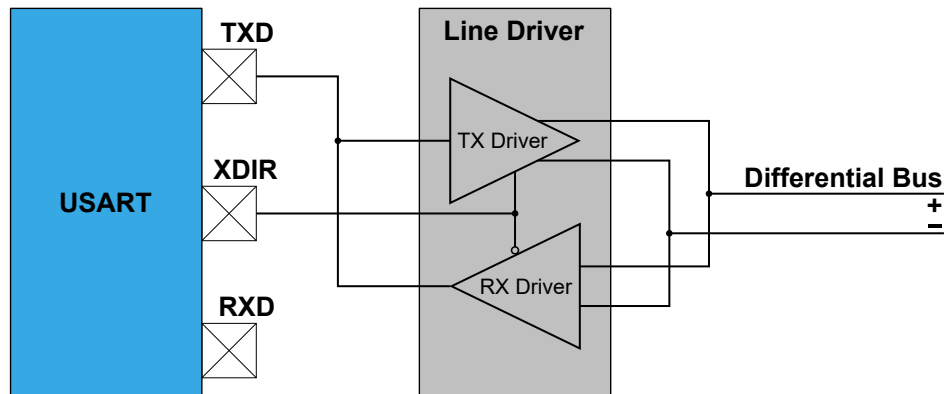 TXD
Line Driver
TX Driver
XDIR
USART
Differential Bus
+
−
RX Driver
RXD